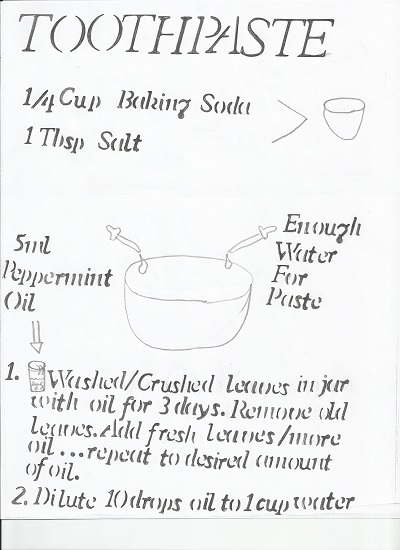 TOOTHPASTE
1/4 Cup Baking Soda
1 Tbsp Salt
5ml
Peppermint
Oil
Enough
Water
For
Paste
1. Washed/Crushed leaves in jar
with oil for 3 days. Remove old
leaves. Add fresh leaves/more
oil...repeat to desired amount
of oil.
2. Dilute 10 drops oil to 1 cup water